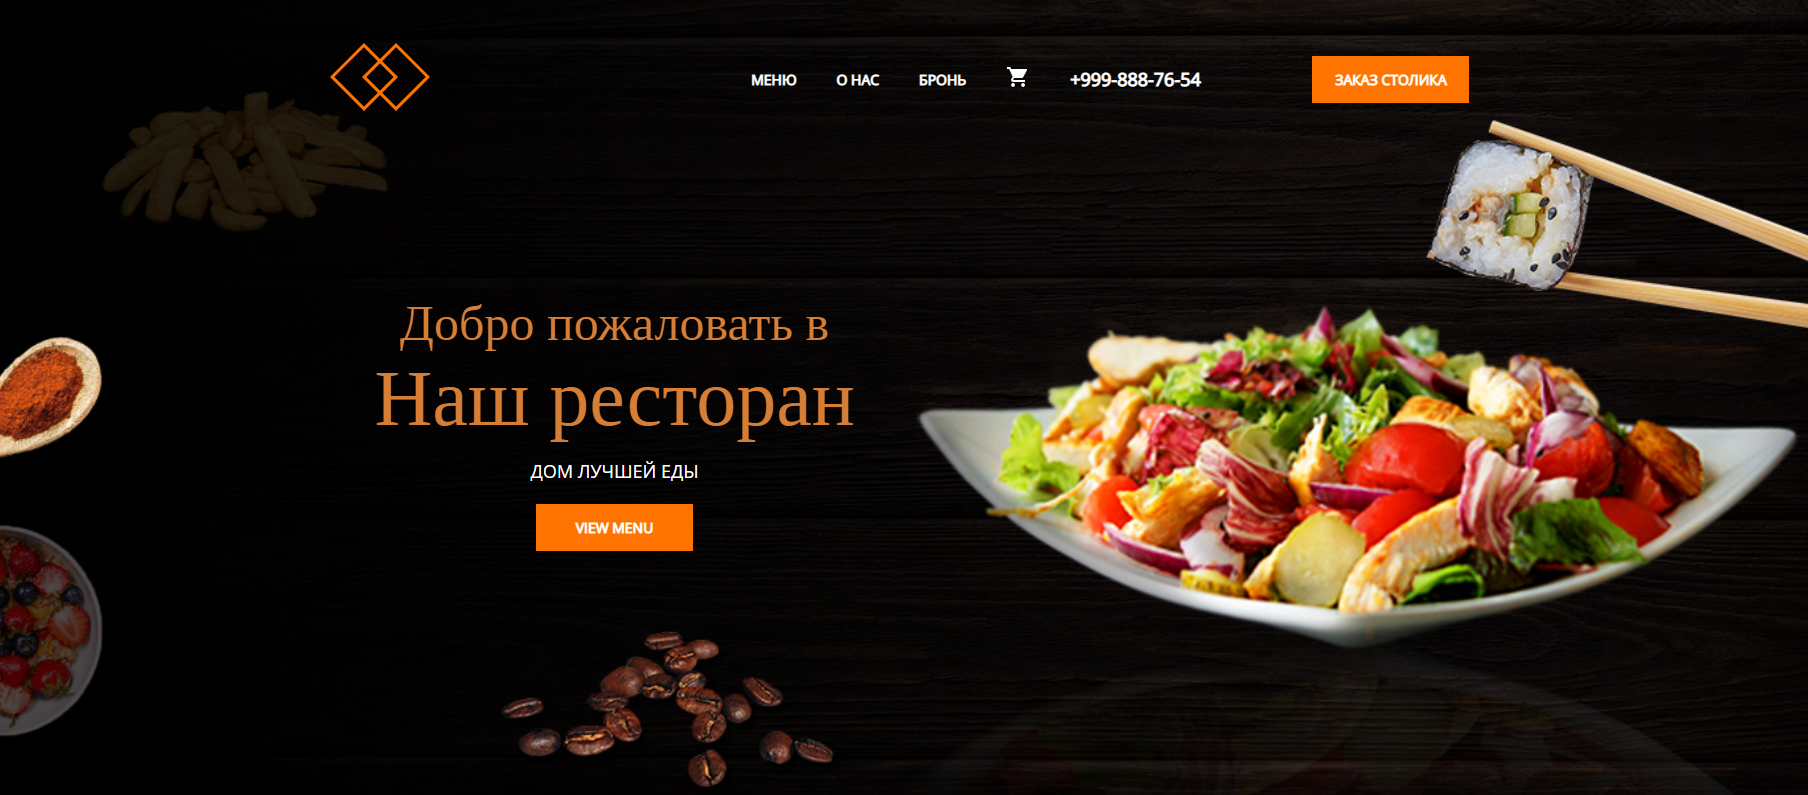 МЕНЮ О НАС БРОНЬ +999-888-76-54 ЗАКАЗ СТОЛИКА
Добро пожаловать в
Наш ресторан
ДОМ ЛУЧШЕЙ ЕДЫ
VIEW MENU